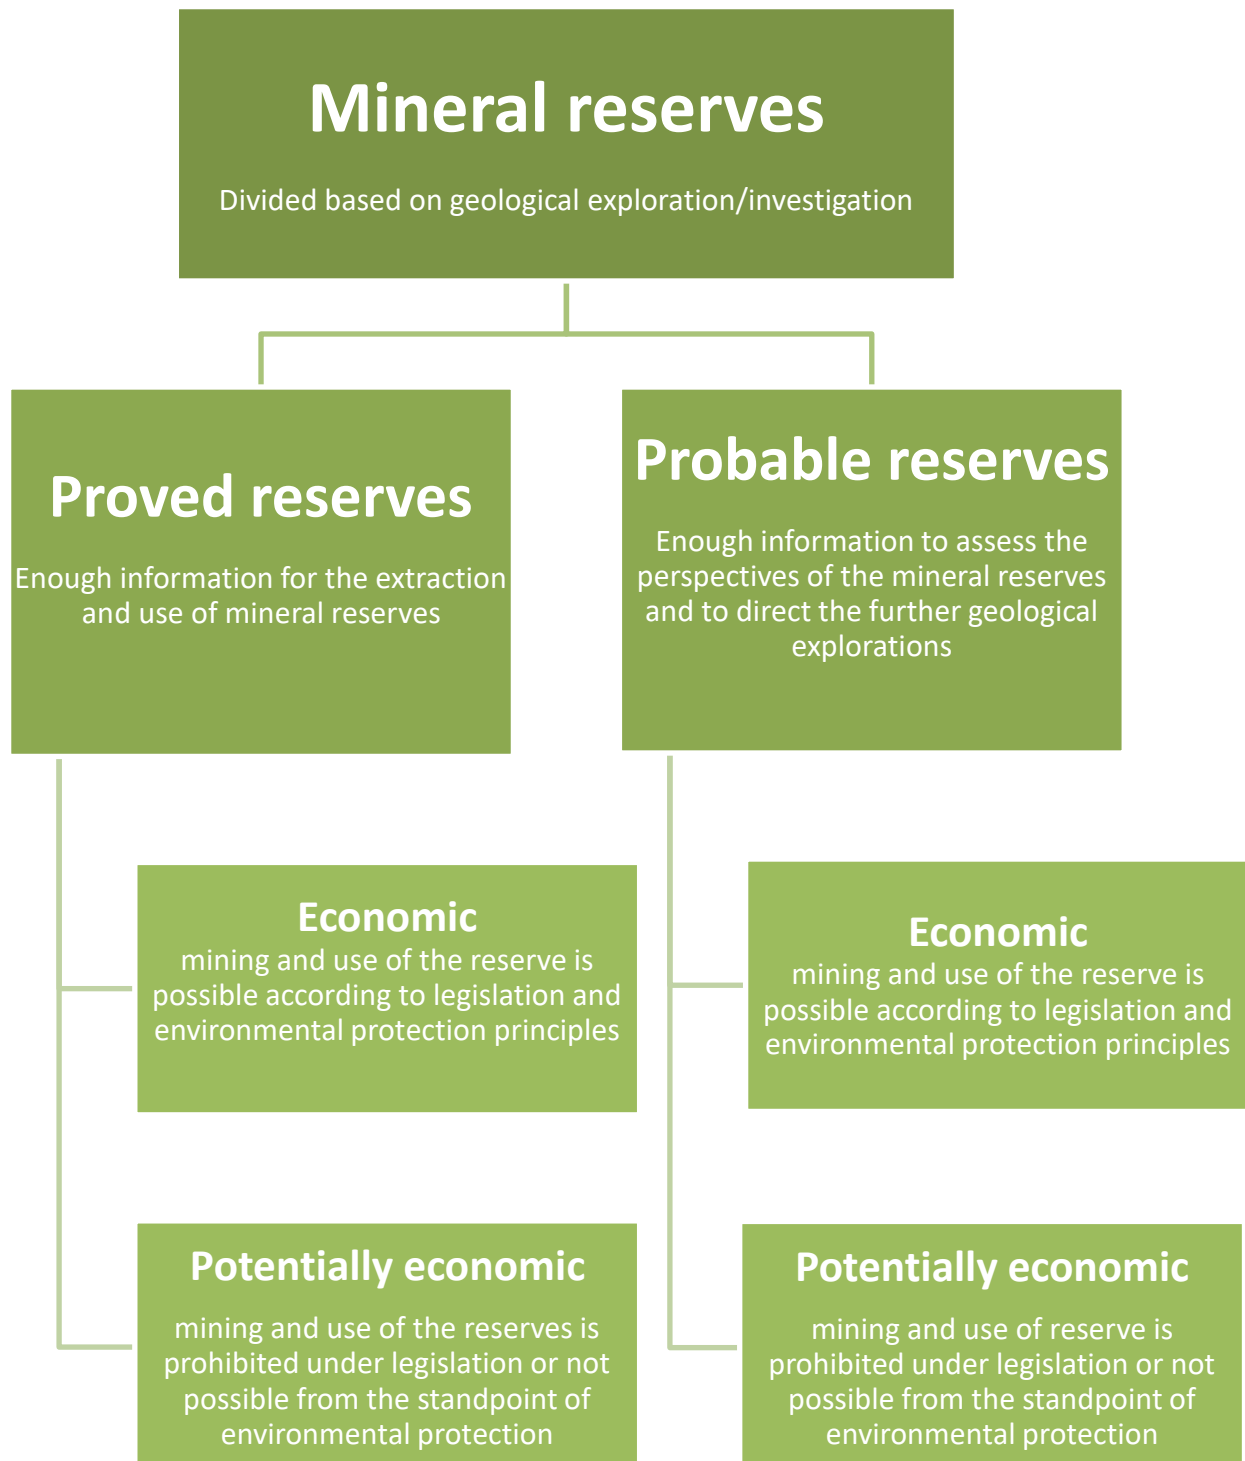 Mineral reserves
Divided based on geological exploration/investigation
Proved reserves
Enough information for the extraction
and use of mineral reserves
Probable reserves
Enough information to assess the
perspectives of the mineral reserves
and to direct the further geological
explorations
Economic
mining and use of the reserve is
possible according to legislation and
environmental protection principles
Economic
mining and use of the reserve is
possible according to legislation and
environmental protection principles
Potentially economic
mining and use of the reserves is
prohibited under legislation or not
possible from the standpoint of
environmental protection
Potentially economic
mining and use of reserve is
prohibited under legislation or not
possible from the standpoint of
environmental protection